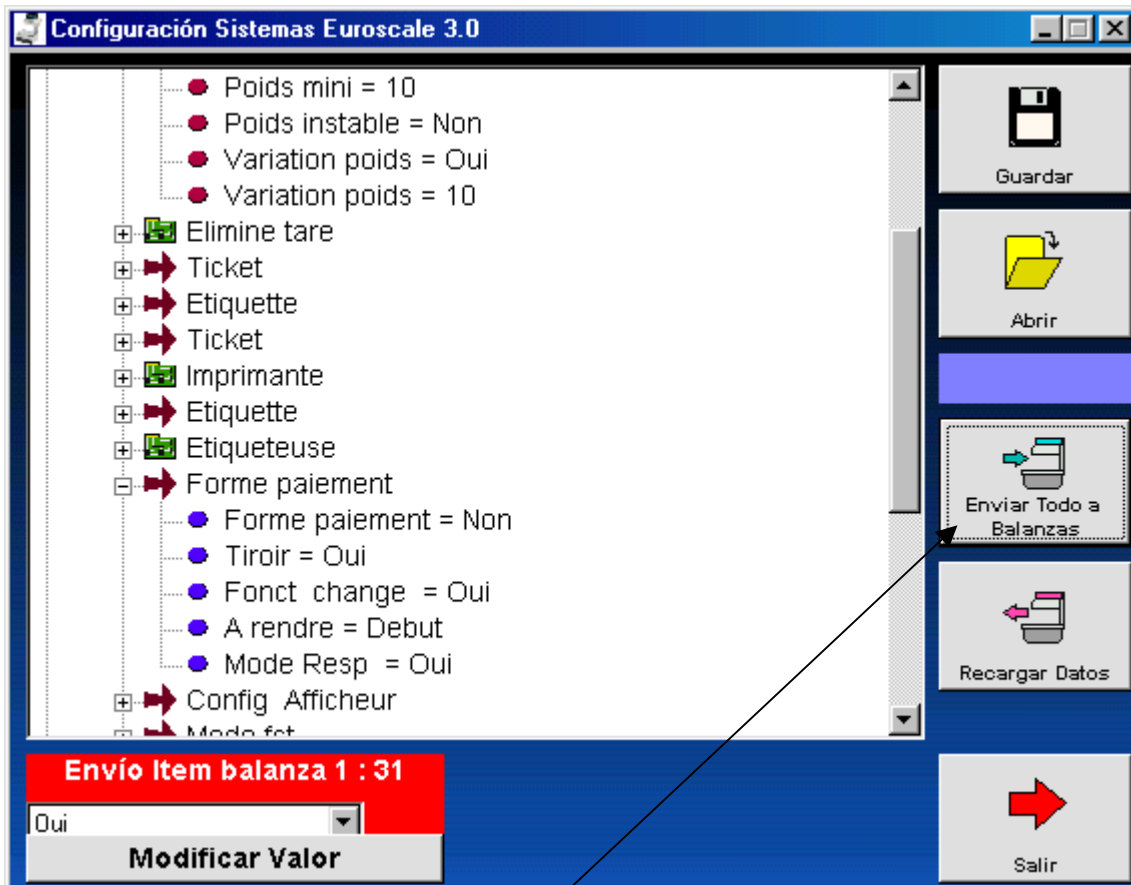 Configuración Sistemas Euroscale 3.0
Poids mini = 10
Poids instable = Non
Variation poids = Oui
Variation poids = 10
Elimine tare
Ticket
Etiquette
Ticket
Imprimante
Etiquette
Etiqueteuse
Forme paiement
Forme paiement = Non
Tiroir = Oui
Fonct change = Oui
A rendre = Debut
Mode Resp = Oui
Config Afficheur
Mode fct
Guardar
Abrir
Enviar Todo a
Balanzas
Recargar Datos
Envío Item balanza 1 : 31
Oui
Modificar Valor
Salir